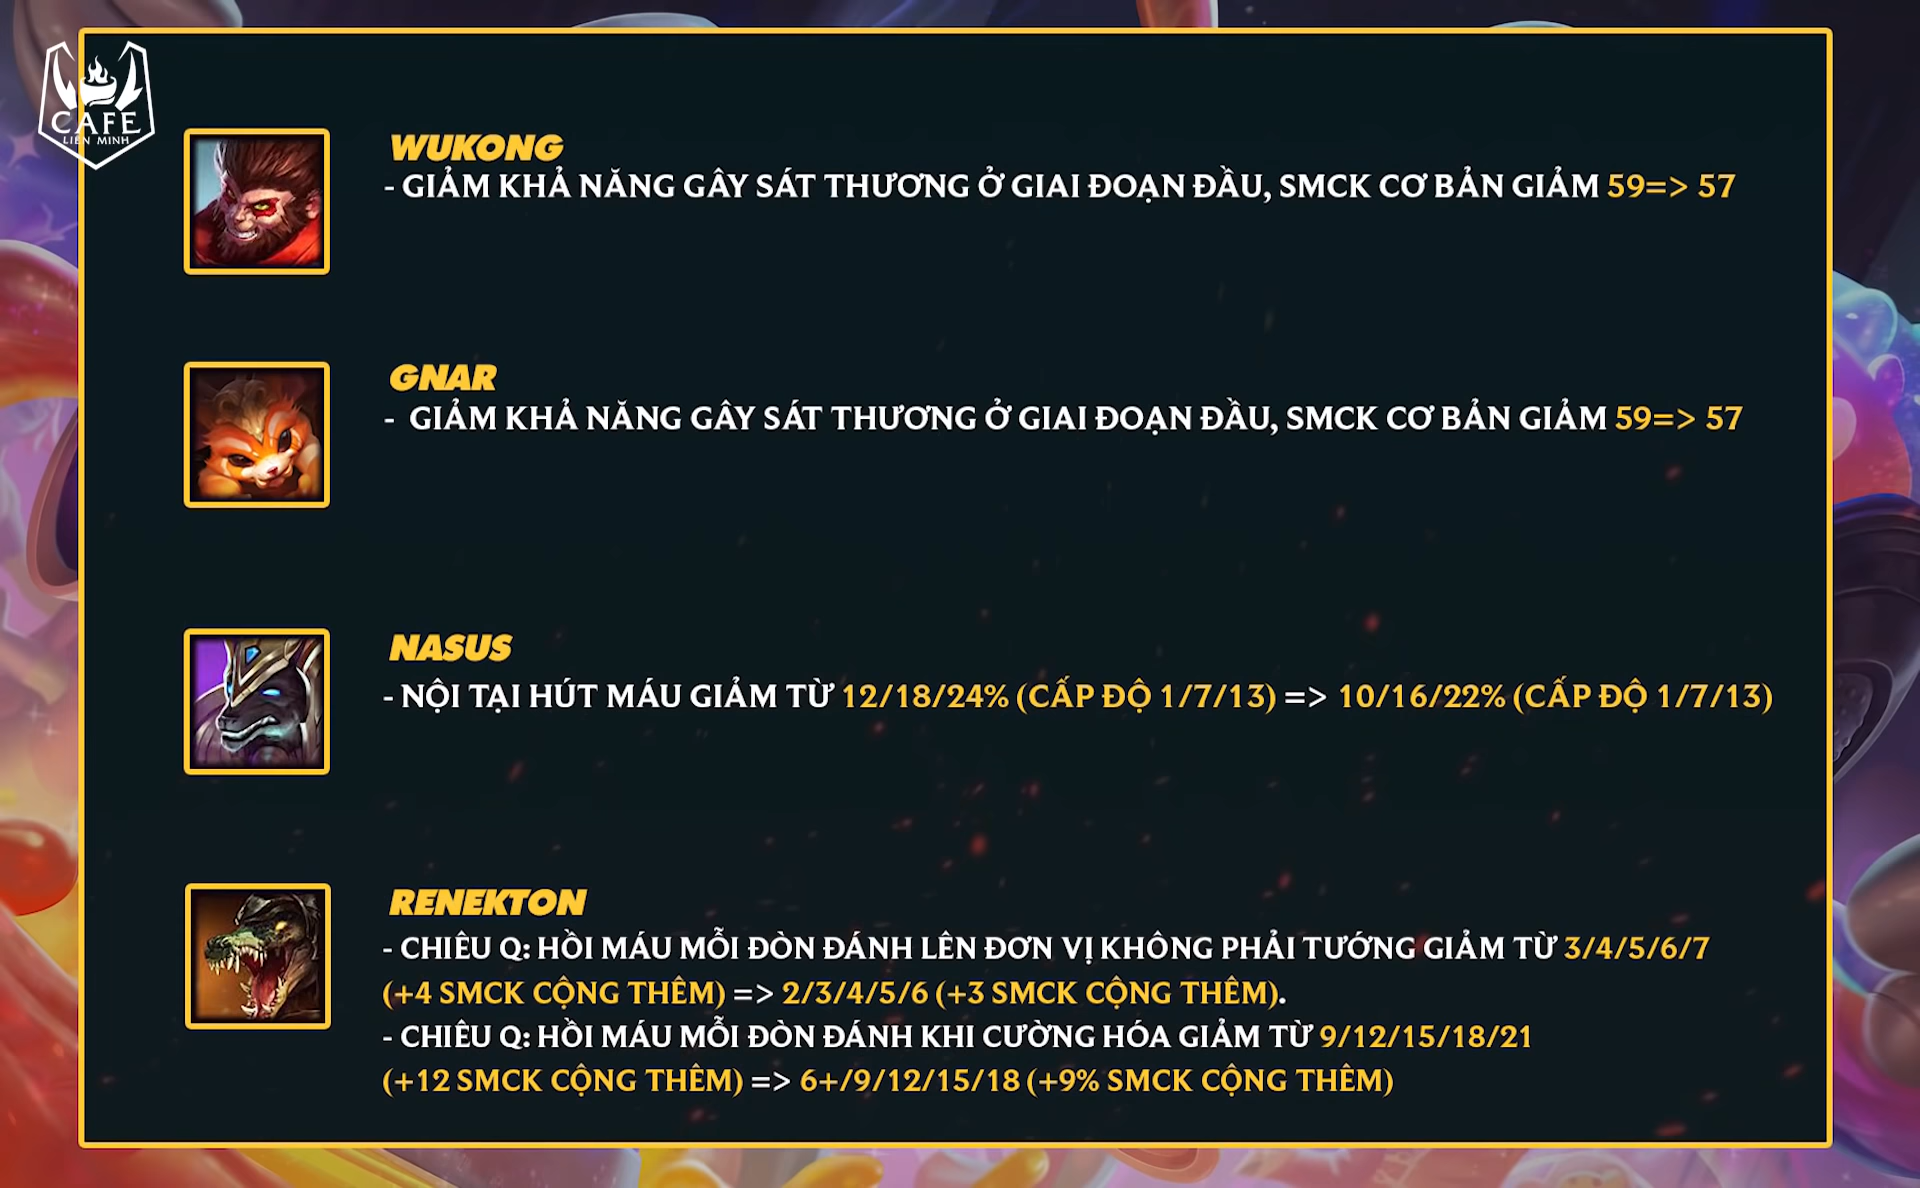 CAFE
LIÊN MINH
WUKONG
- GIẢM KHẢ NĂNG GÂY SÁT THƯƠNG Ở GIAI ĐOẠN ĐẦU, SMCK CƠ BẢN GIẢM 59=> 57
GNAR
- GIẢM KHẢ NĂNG GÂY SÁT THƯƠNG Ở GIAI ĐOẠN ĐẦU, SMCK CƠ BẢN GIẢM 59=> 57
NASUS
- NỘI TẠI HÚT MÁU GIẢM TỪ 12/18/24% (CẤP ĐỘ 1/7/13) => 10/16/22% (CẤP ĐỘ 1/7/13)
RENEKTON
- CHIÊU Q: HỒI MÁU MỖI ĐÒN ĐÁNH LÊN ĐƠN VỊ KHÔNG PHẢI TƯỚNG GIẢM TỪ 3/4/5/6/7
(+4 SMCK CỘNG THÊM) => 2/3/4/5/6 (+3 SMCK CỘNG THÊM).
- CHIÊU Q: HỒI MÁU MỖI ĐÒN ĐÁNH KHI CƯỜNG HÓA GIẢM TỪ 9/12/15/18/21
(+12 SMCK CỘNG THÊM) => 6+/9/12/15/18 (+9% SMCK CỘNG THÊM)